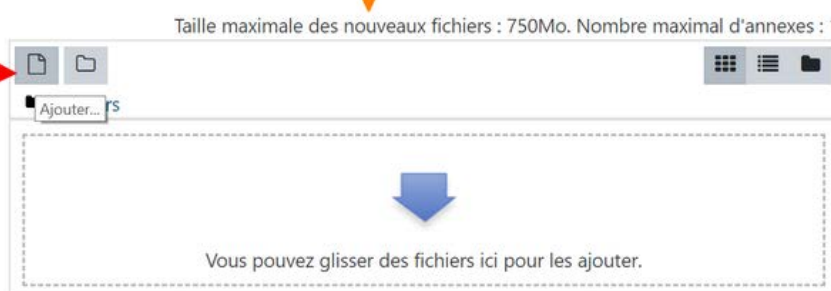 Taille maximale des nouveaux fichiers : 750Mo. Nombre maximal d'annexes :
Ajouter...
Vous pouvez glisser des fichiers ici pour les ajouter.